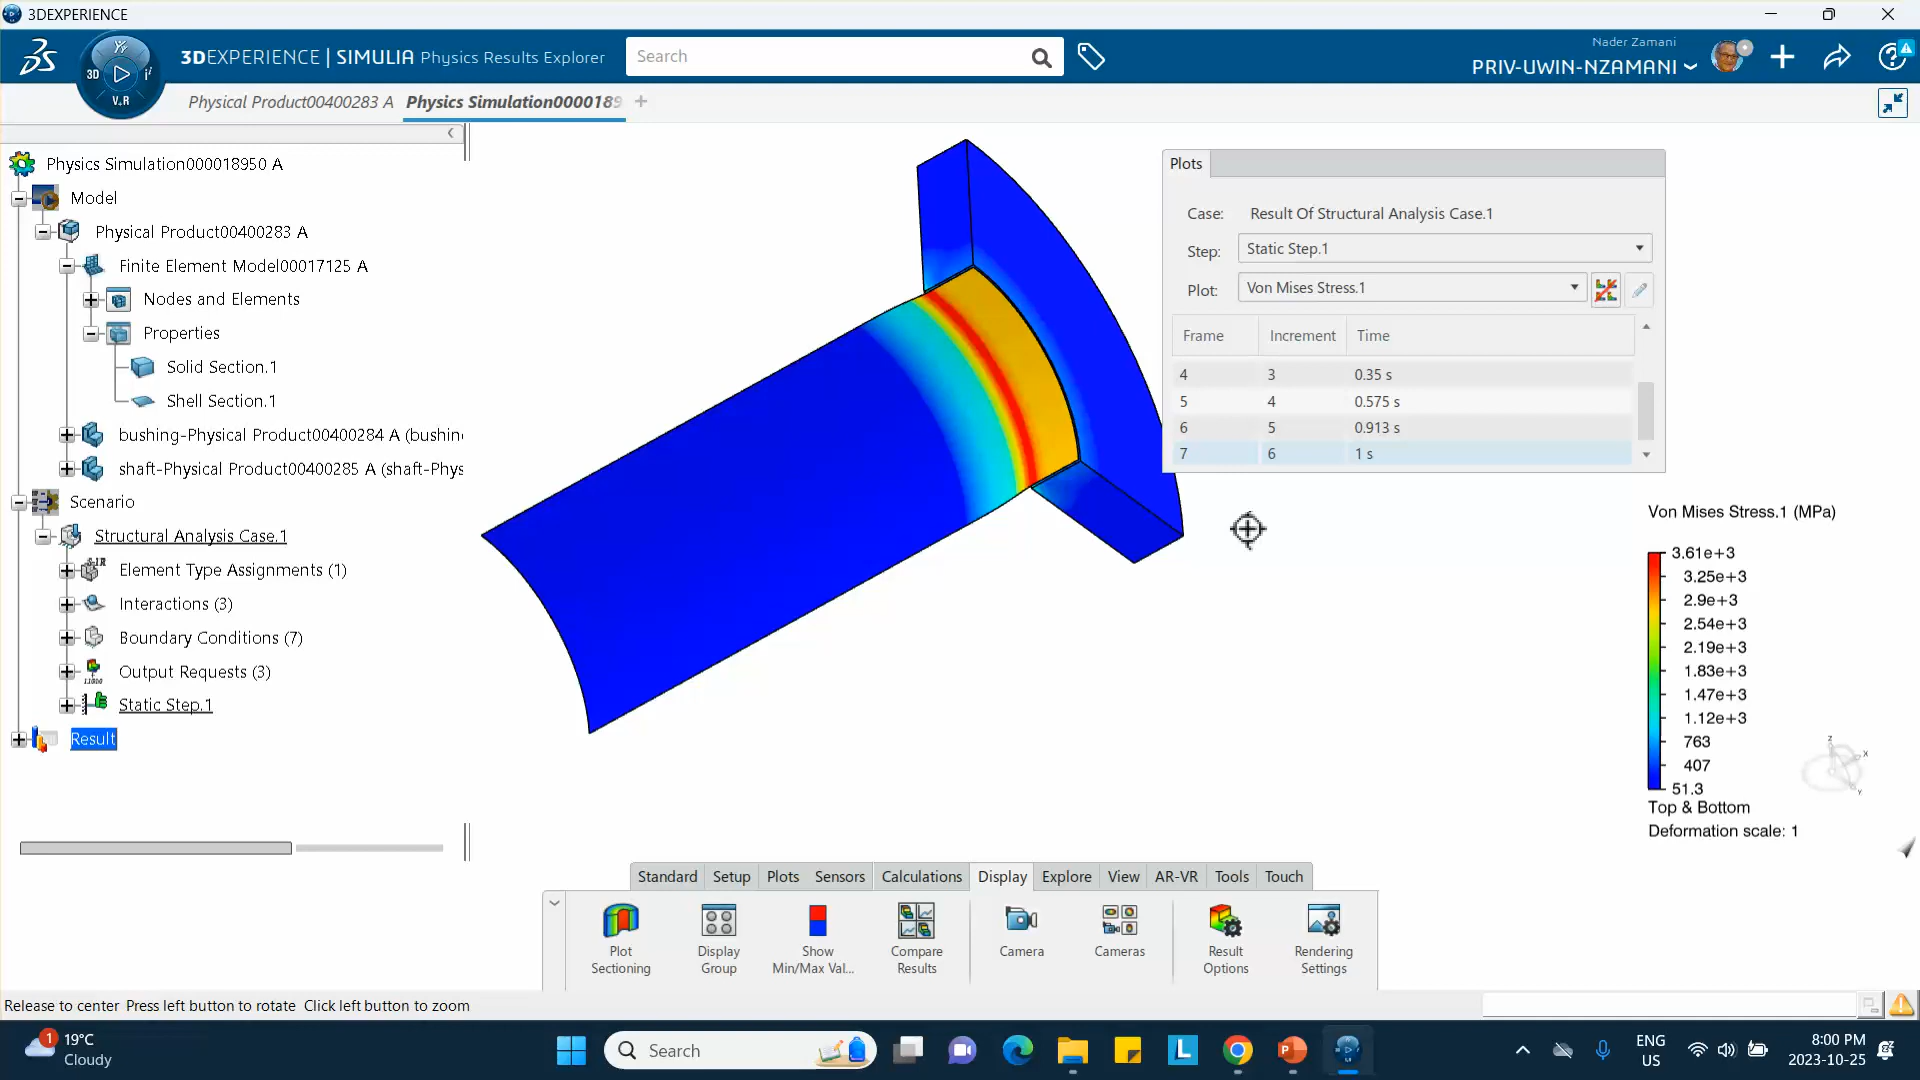 3DEXPERIENCE
3DEXPERIENCE | SIMULIA Physics Results Explorer
Search
Nader Zamani
PRIV-UWIN-NZAMANI
3D
V.R
Physical Product00400283 A
Physics Simulation0000189
Physics Simulation000018950 A
Model
Physical Product00400283 A
Finite Element Model00017125 A
Nodes and Elements
Properties
Solid Section.1
Shell Section.1
bushing-Physical Product00400284 A (bushin
shaft-Physical Product00400285 A (shaft-Phys
Scenario
Structural Analysis Case.1
Element Type Assignments (1)
Interactions (3)
Boundary Conditions (7)
Output Requests (3)
Static Step.1
Result
Plots
Case: Result Of Structural Analysis Case.1
Step: Static Step.1
Plot: Von Mises Stress.1
Frame Increment Time
4 3 0.35 s
5 4 0.575 s
6 5 0.913 s
7 6 1 s
Von Mises Stress.1 (MPa)
3.61e+3
3.25e+3
2.9e+3
2.54e+3
2.19e+3
1.83e+3
1.47e+3
1.12e+3
763
407
51.3
Top & Bottom
Deformation scale: 1
Z
X
Y
Standard Setup Plots Sensors Calculations Display Explore View AR-VR Tools Touch
Plot Sectioning
Display Group
Show Min/Max Val...
Compare Results
Camera
Cameras
Result Options
Rendering Settings
Release to center Press left button to rotate Click left button to zoom
1
19°C
Cloudy
Search
ENG
US
8:00 PM
2023-10-25